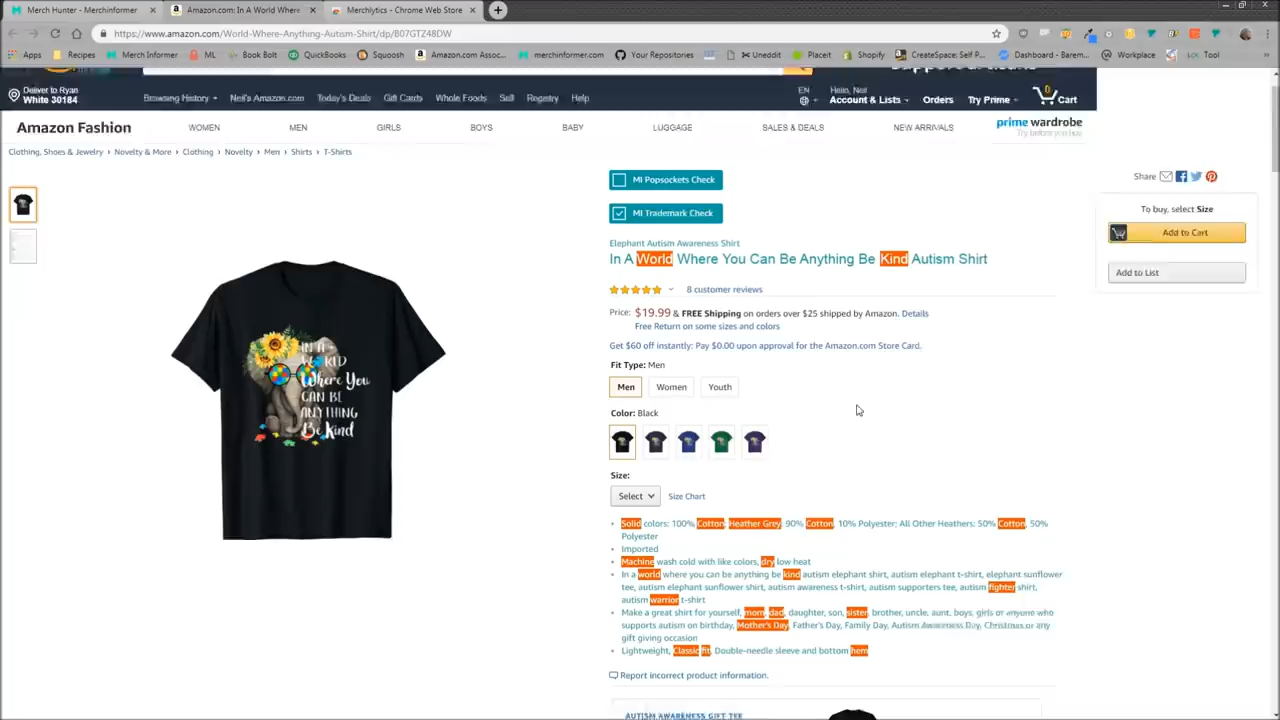 Merch Hunter - Merchinformer
Amazon.com: In A World Where
Merchlytics - Chrome Web Store
https://www.amazon.com/World-Where-Anything-Autism-Shirt/dp/B07GTZ48DW
Apps Recipes Merch Informer ML Book Bolt QuickBooks Spoosh Amazon.com Assoc... merchinformer.com Your Repositories Uneddit Placeit Shopify CreateSpace: Self P... Dashboard - Barem... Workplace LGC Tool
Deliver to Ryan
White 30184
Browsing History Neil's Amazon.com Today's Deals Gift Cards Whole Foods Sell Registry Help
EN
Hello, Neil
Account & Lists Orders Try Prime 0 Cart
Amazon Fashion WOMEN MEN GIRLS BOYS BABY LUGGAGE SALES & DEALS NEW ARRIVALS prime wardrobe
Try before you buy
Clothing, Shoes & Jewelry › Novelty & More › Clothing › Novelty › Men › Shirts › T-Shirts
MI Popsockets Check
MI Trademark Check
Elephant Autism Awareness Shirt
In A World Where You Can Be Anything Be Kind Autism Shirt
8 customer reviews
Price: $19.99 & FREE Shipping on orders over $25 shipped by Amazon. Details
Free Return on some sizes and colors
Get $60 off instantly: Pay $0.00 upon approval for the Amazon.com Store Card.
Fit Type: Men
Men Women Youth
Color: Black
Size:
Select Size Chart
Solid colors: 100% Cotton; Heather Grey: 90% Cotton, 10% Polyester; All Other Heathers: 50% Cotton, 50%
Polyester
Imported
Machine wash cold with like colors, dry low heat
In a world where you can be anything be kind autism elephant shirt, autism elephant t-shirt, elephant sunflower
tee, autism elephant sunflower shirt, autism awareness t-shirt, autism supporters tee, autism fighter shirt,
autism warrior t-shirt
Make a great shirt for yourself, mom, dad, daughter, son, sister, brother, uncle, aunt, boys, girls or anyone who
supports autism on birthday, Mother's Day, Father's Day, Family Day, Autism Awareness Day, Christmas or any
gift giving occasion
Lightweight, Classic fit, Double-needle sleeve and bottom hem
Report incorrect product information.
AUTISM AWARENESS GIFT TEE
Share
To buy, select Size
Add to Cart
Add to List
IN A
WORLD
Where You
CAN BE
ANYTHING
Be Kind